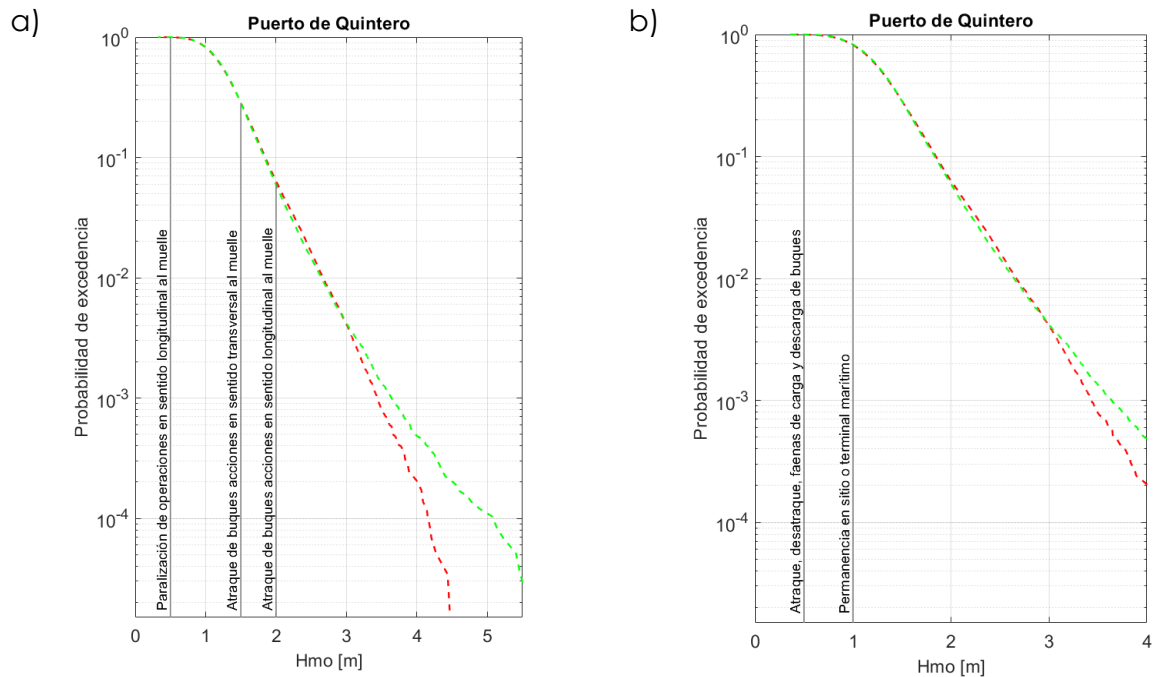 a)
Puerto de Quintero
Probabilidad de excedencia
10^0
10^-1
10^-2
10^-3
10^-4
Paralización de operaciones en sentido longitudinal al muelle
Atraque de buques acciones en sentido transversal al muelle
Atraque de buques acciones en sentido longitudinal al muelle
0 1 2 3 4 5
Hmo [m]
b)
Puerto de Quintero
Probabilidad de excedencia
10^0
10^-1
10^-2
10^-3
10^-4
Atraque, desatraque, faenas de carga y descarga de buques
Permanencia en sitio o terminal marítimo
0 1 2 3 4
Hmo [m]